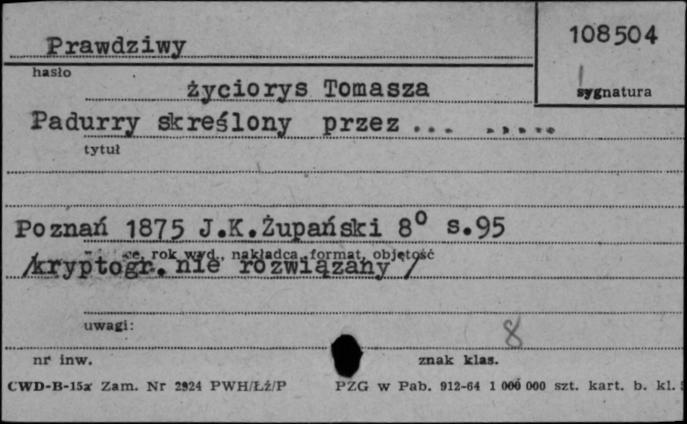 Prawdziwy
108504
hasło
sygnatura
życiorys Tomasza
Padurry skreślony przez ... .....
tytuł
Poznań 1875 J.K.Żupański 8° s.95
ce, rok wyd., nakładca, format, objętość
/kryptogr. nie rozwiązany /
uwagi:
8
nr inw.
znak klas.
CWD-B-15a Zam. Nr 2924 PWH/Łź/P PZG w Pab. 912-64 1 000 000 szt. kart. b. kl.